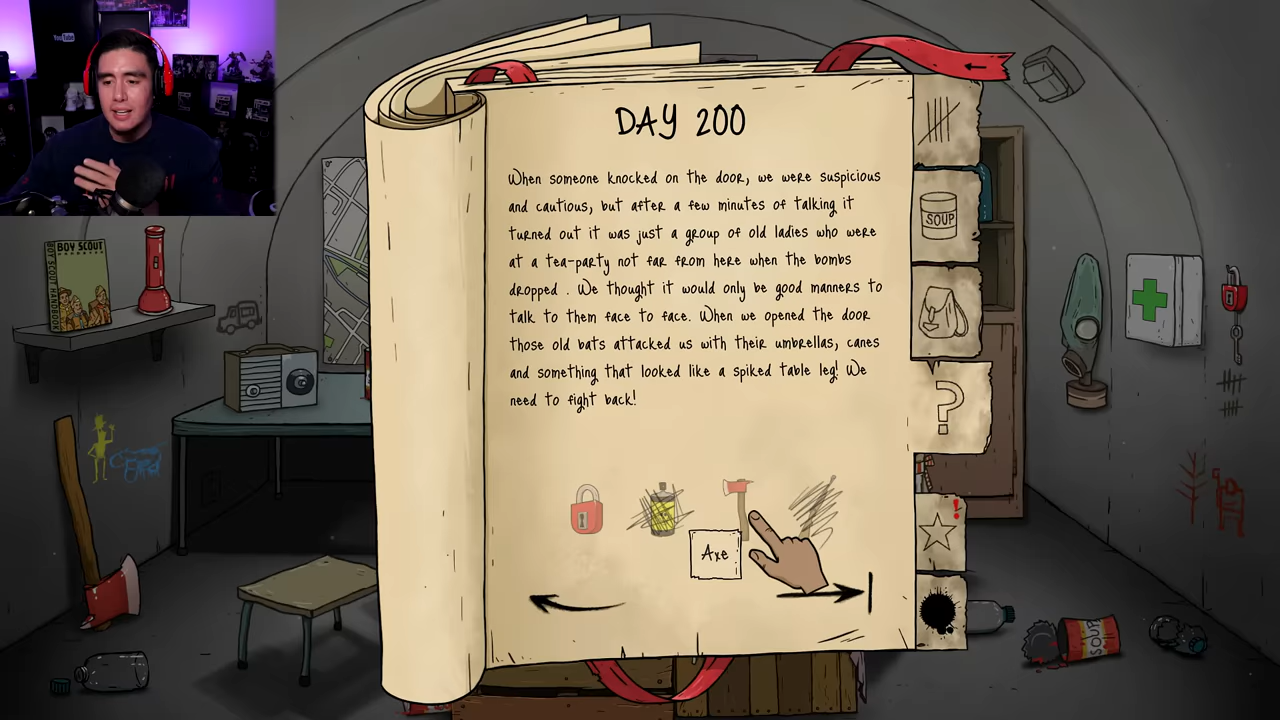 YouTube
DAY 200
When someone knocked on the door, we were suspicious
and cautious, but after a few minutes of talking it
turned out it was just a group of old ladies who were
at a tea-party not far from here when the bombs
dropped . We thought it would only be good manners to
talk to them face to face. When we opened the door
those old bats attacked us with their umbrellas, canes
and something that looked like a spiked table leg! We
need to fight back!
Axe
SOUP
BOY SCOUT
BOY SCOUT HANDBOOK
SOUP